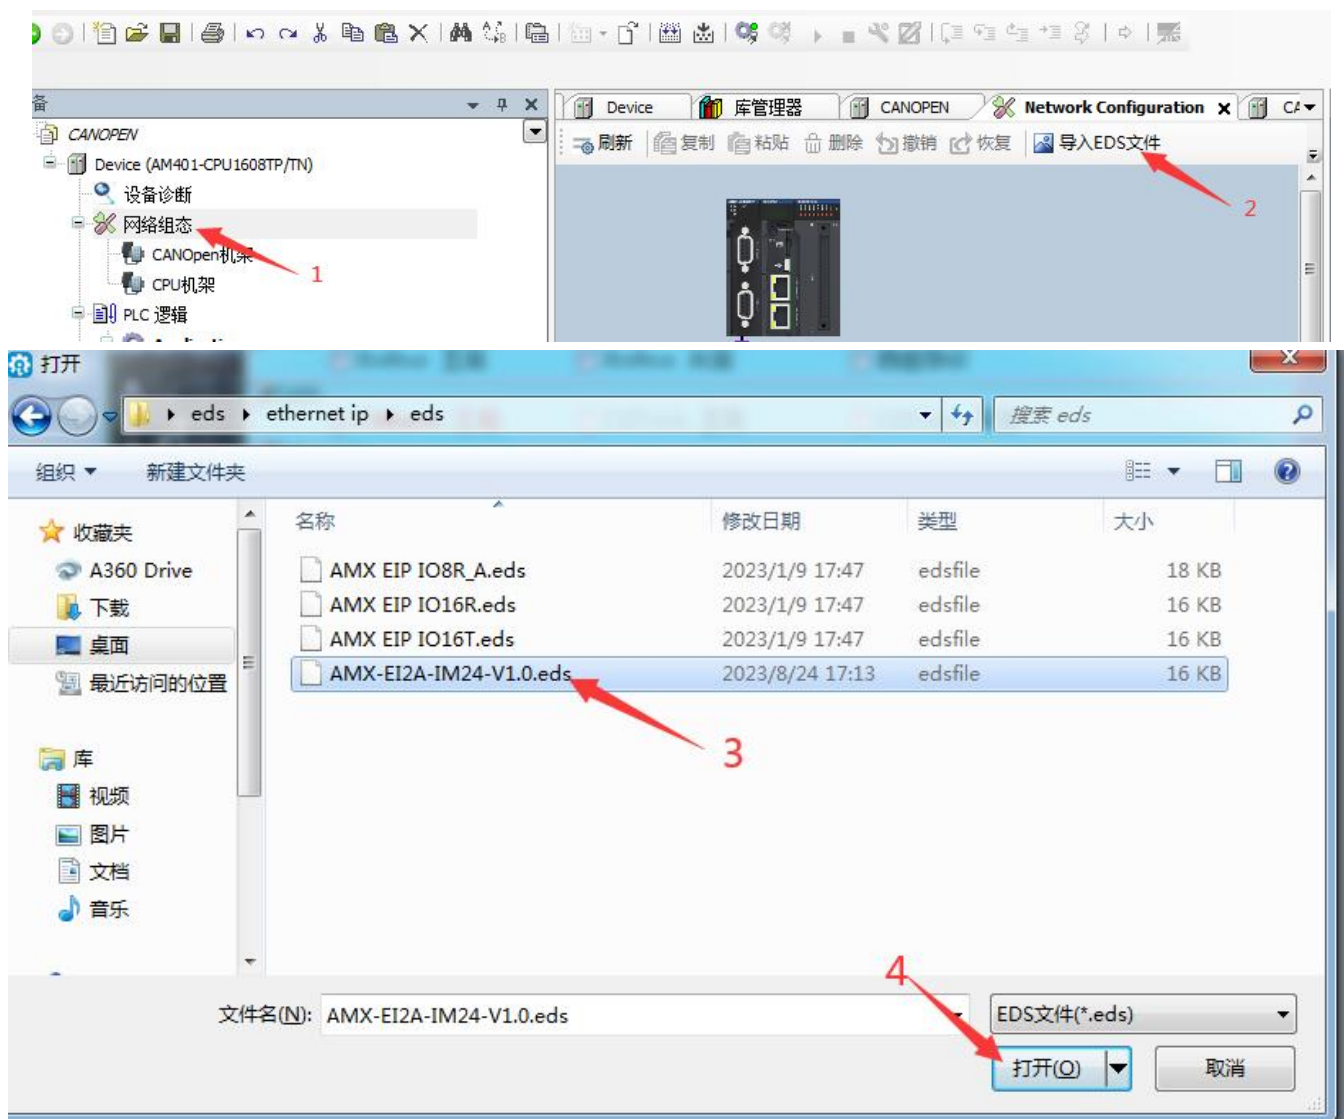 备
CANOPEN
Device (AM401-CPU1608TP/TN)
设备诊断
网络组态
CANOpen机架
1
CPU机架
PLC 逻辑
Device
库管理器
CANOPEN
Network Configuration
刷新
复制
粘贴
删除
撤销
恢复
导入EDS文件
2
打开
eds
ethernet ip
eds
搜索 eds
组织
新建文件夹
收藏夹
A360 Drive
下载
桌面
最近访问的位置
库
视频
图片
文档
音乐
名称 修改日期 类型 大小
AMX EIP IO8R_A.eds 2023/1/9 17:47 edsfile 18 KB
AMX EIP IO16R.eds 2023/1/9 17:47 edsfile 16 KB
AMX EIP IO16T.eds 2023/1/9 17:47 edsfile 16 KB
AMX-EI2A-IM24-V1.0.eds 2023/8/24 17:13 edsfile 16 KB
3
4
文件名(N): AMX-EI2A-IM24-V1.0.eds
EDS文件(*.eds)
打开(O)
取消